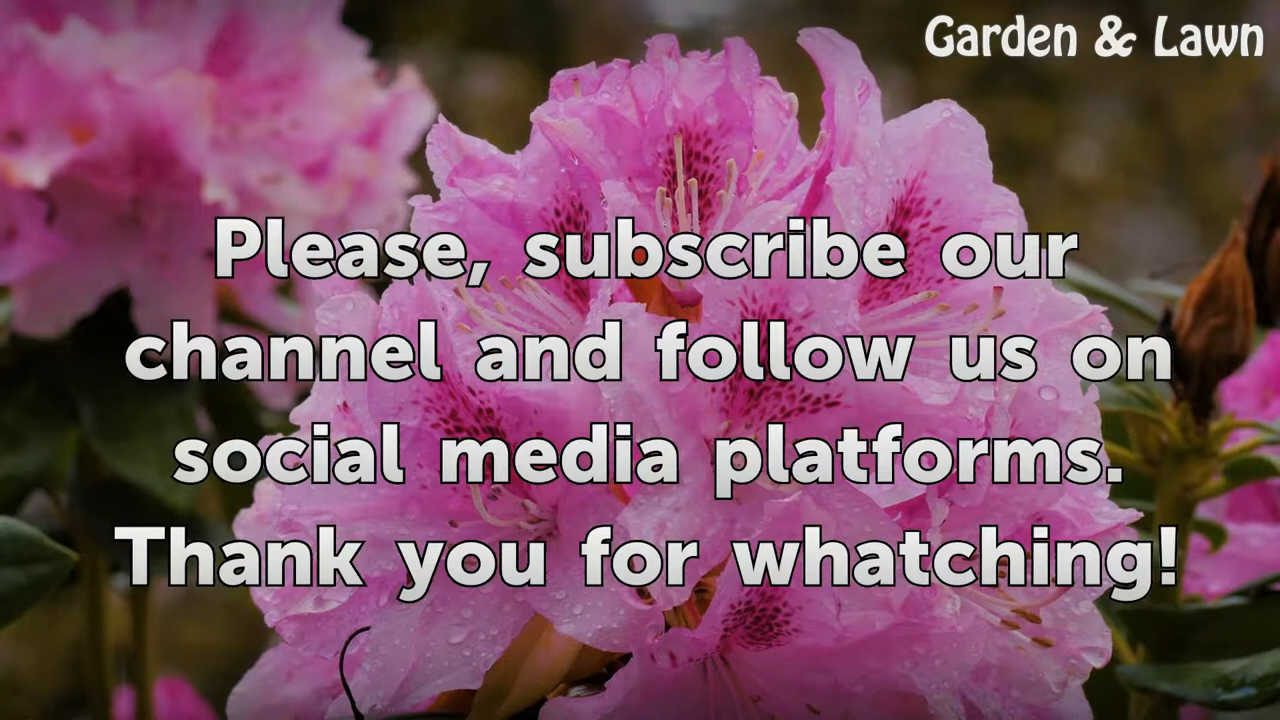 Garden & Lawn
Please, subscribe our
channel and follow us on
social media platforms.
Thank you for whatching!